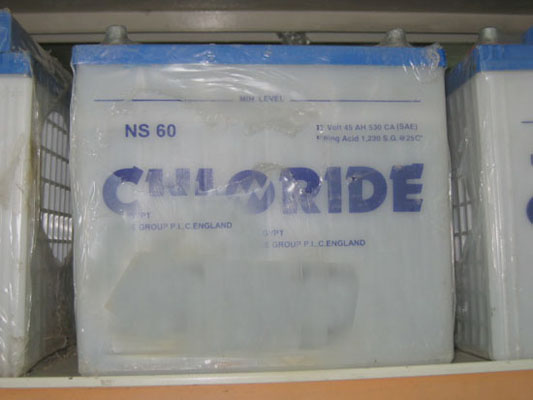 MIN LEVEL
NS 60
12 Volt 45 AH 530 CA (SAE)
Filling Acid 1,230 S.G.
CHLORIDE
GROUP P.L.C.ENGLAND
GROUP P.L.C.ENGLAND